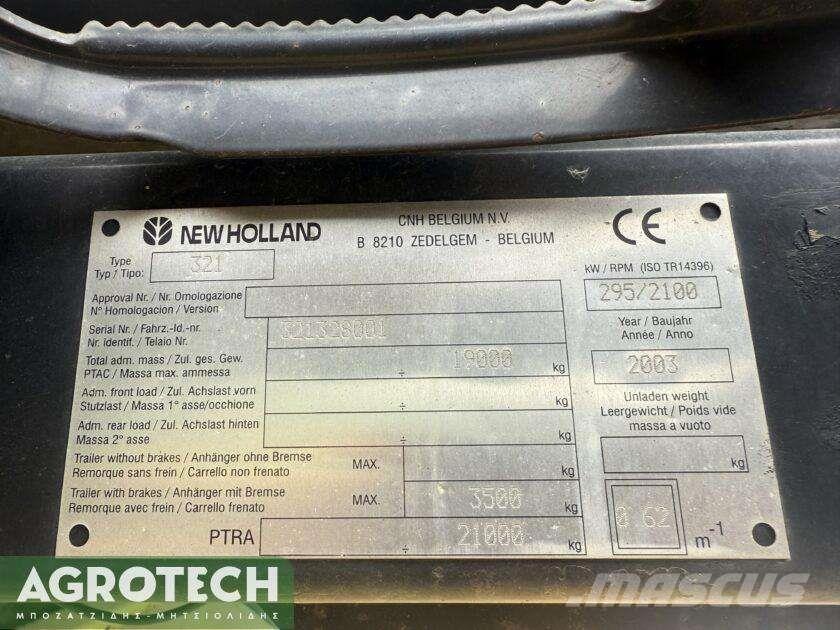 NEW HOLLAND
CNH BELGIUM N.V.
B 8210 ZEDELGEM - BELGIUM
CE
Type
Typ / Tipo: 321
Approval Nr. / Nr. Omologazione
N° Homologacion / Version
Serial Nr. / Fahrz.-Id.-nr.
Nr. Identif. / Telaio Nr. 321328001
Total adm. mass / Zul. ges. Gew.
PTAC / Massa max. ammessa ÷ 19000 kg
Adm. front load / Zul. Achslast vorn
Stutzlast / Massa 1° asse/occhione ÷ kg
Adm. rear load / Zul. Achslast hinten
Massa 2° asse ÷ kg
Trailer without brakes / Anhänger ohne Bremse
Remorque sans frein / Carrello non frenato MAX. kg
Trailer with brakes / Anhänger mit Bremse
Remorque avec frein / Carrello frenato MAX. 3500 kg
PTRA ÷ 21000 kg
kW / RPM (ISO TR14396)
295/2100
Year / Baujahr
Année / Anno
2003
Unladen weight
Leergewicht / Poids vide
massa a vuoto
kg
0 62 m-1
AGROTECH
ΜΠΟΖΑΤΖΙΔΗΣ-ΜΗΤΣΙΟΛΙΔΗΣ
MASCUS